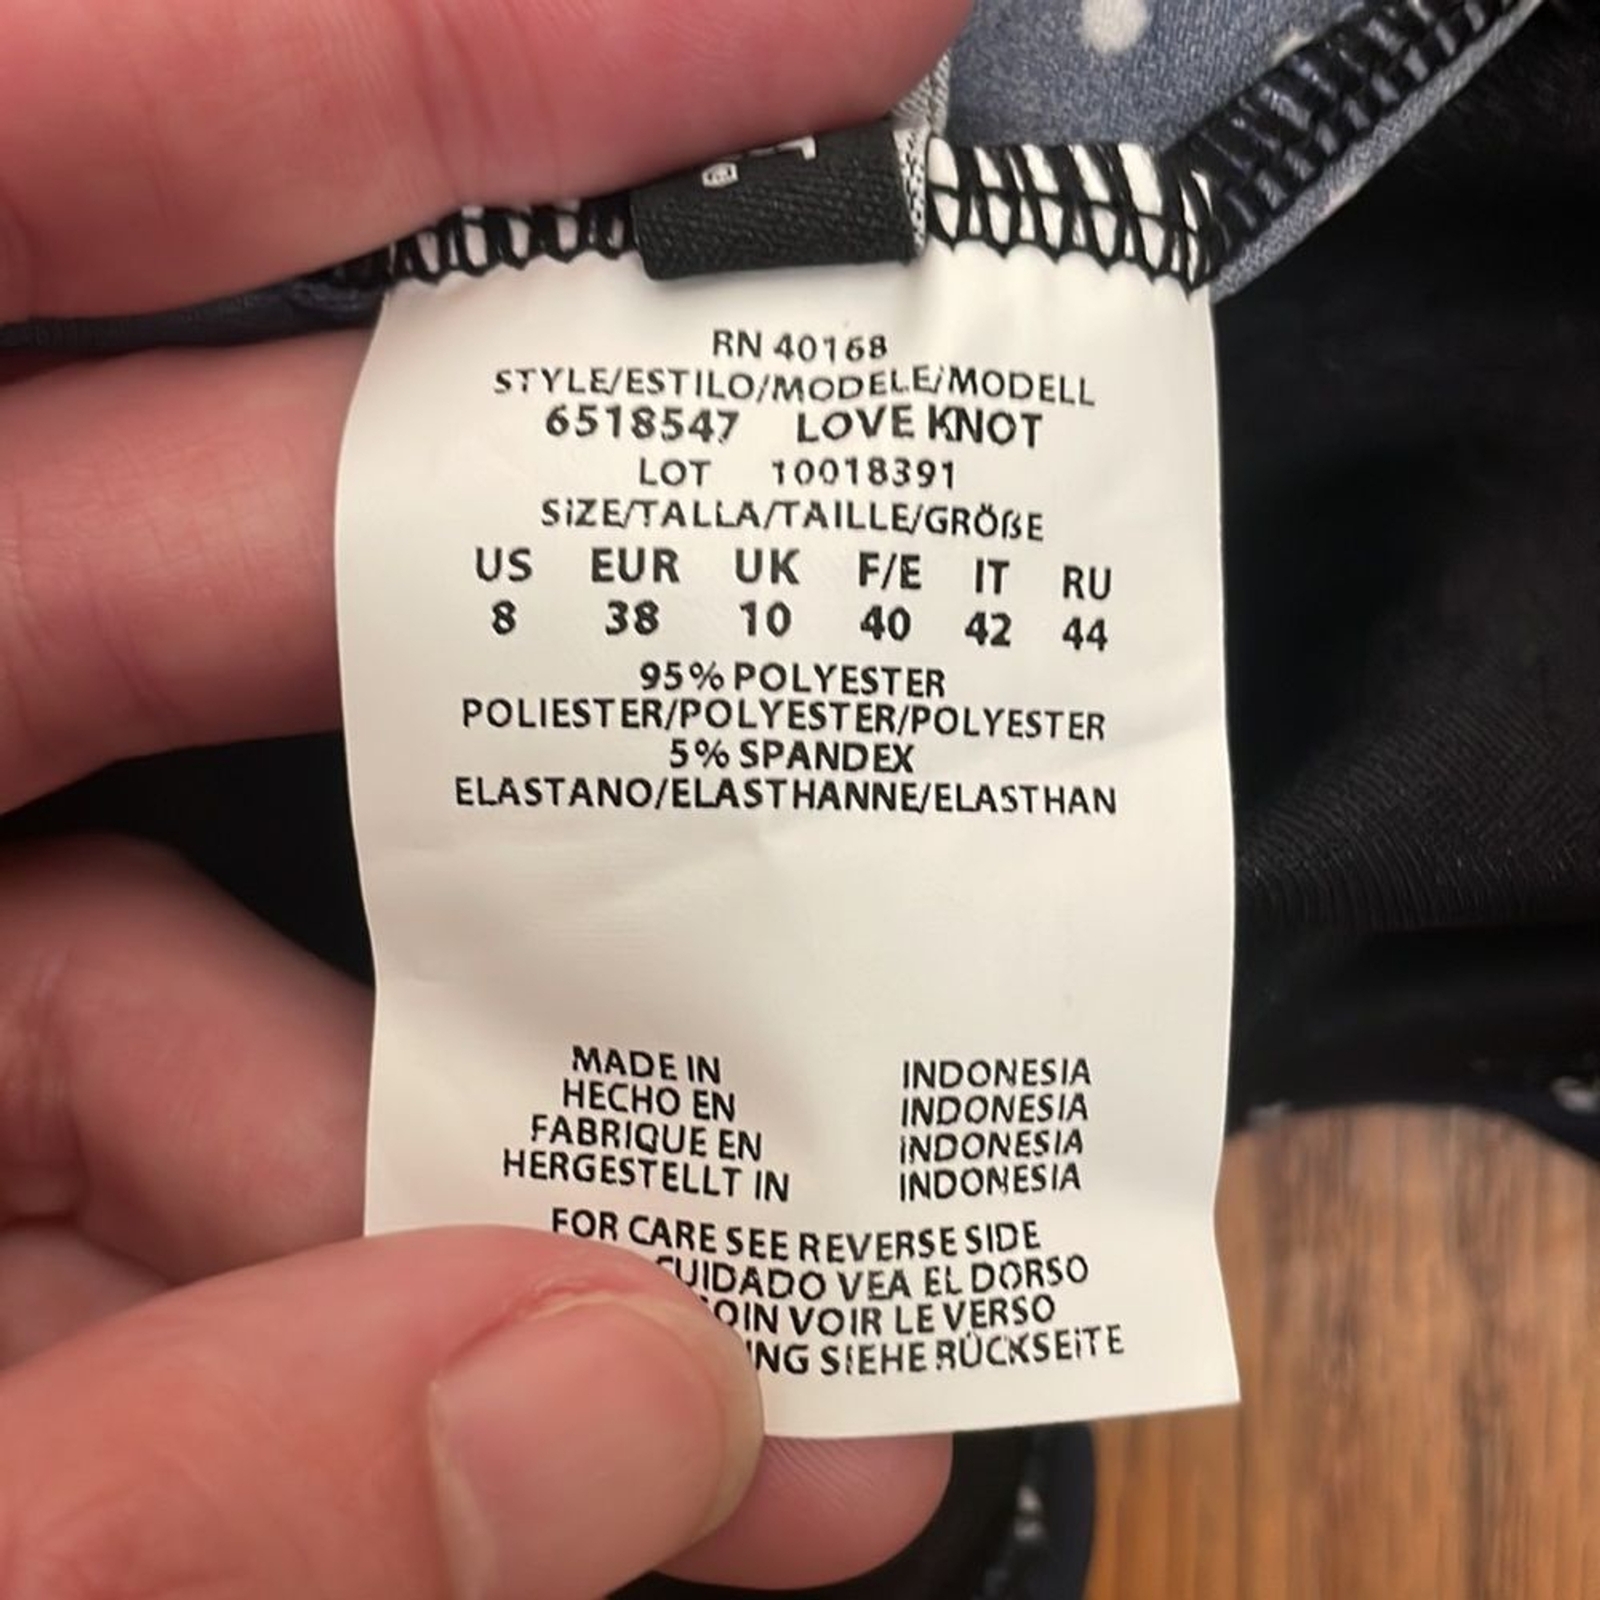 RN 40168
STYLE/ESTILO/MODELE/MODELL
6518547 LOVE KNOT
LOT 10018391
SIZE/TALLA/TAILLE/GRÖßE
US EUR UK F/E IT RU
8 38 10 40 42 44
95% POLYESTER
POLIESTER/POLYESTER/POLYESTER
5% SPANDEX
ELASTANO/ELASTHANNE/ELASTHAN
MADE IN INDONESIA
HECHO EN INDONESIA
FABRIQUE EN INDONESIA
HERGESTELLT IN INDONESIA
FOR CARE SEE REVERSE SIDE
CUIDADO VEA EL DORSO
VOIR LE VERSO
SIEHE RÜCKSEITE